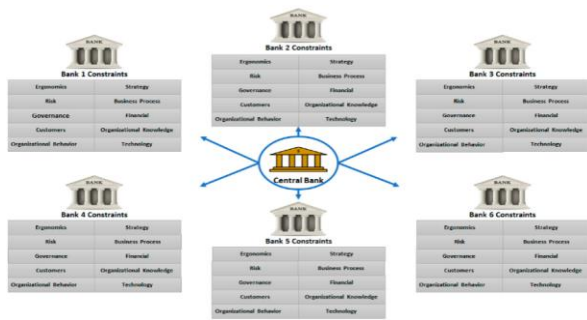 BANK
Bank 1 Constraints
Ergonomics Strategy
Risk Business Process
Governance Financial
Customers Organizational Knowledge
Organizational Behavior Technology
BANK
Bank 2 Constraints
Ergonomics Strategy
Risk Business Process
Governance Financial
Customers Organizational Knowledge
Organizational Behavior Technology
BANK
Bank 3 Constraints
Ergonomics Strategy
Risk Business Process
Governance Financial
Customers Organizational Knowledge
Organizational Behavior Technology
Central Bank
BANK
Bank 4 Constraints
Ergonomics Strategy
Risk Business Process
Governance Financial
Customers Organizational Knowledge
Organizational Behavior Technology
BANK
Bank 5 Constraints
Ergonomics Strategy
Risk Business Process
Governance Financial
Customers Organizational Knowledge
Organizational Behavior Technology
BANK
Bank 6 Constraints
Ergonomics Strategy
Risk Business Process
Governance Financial
Customers Organizational Knowledge
Organizational Behavior Technology